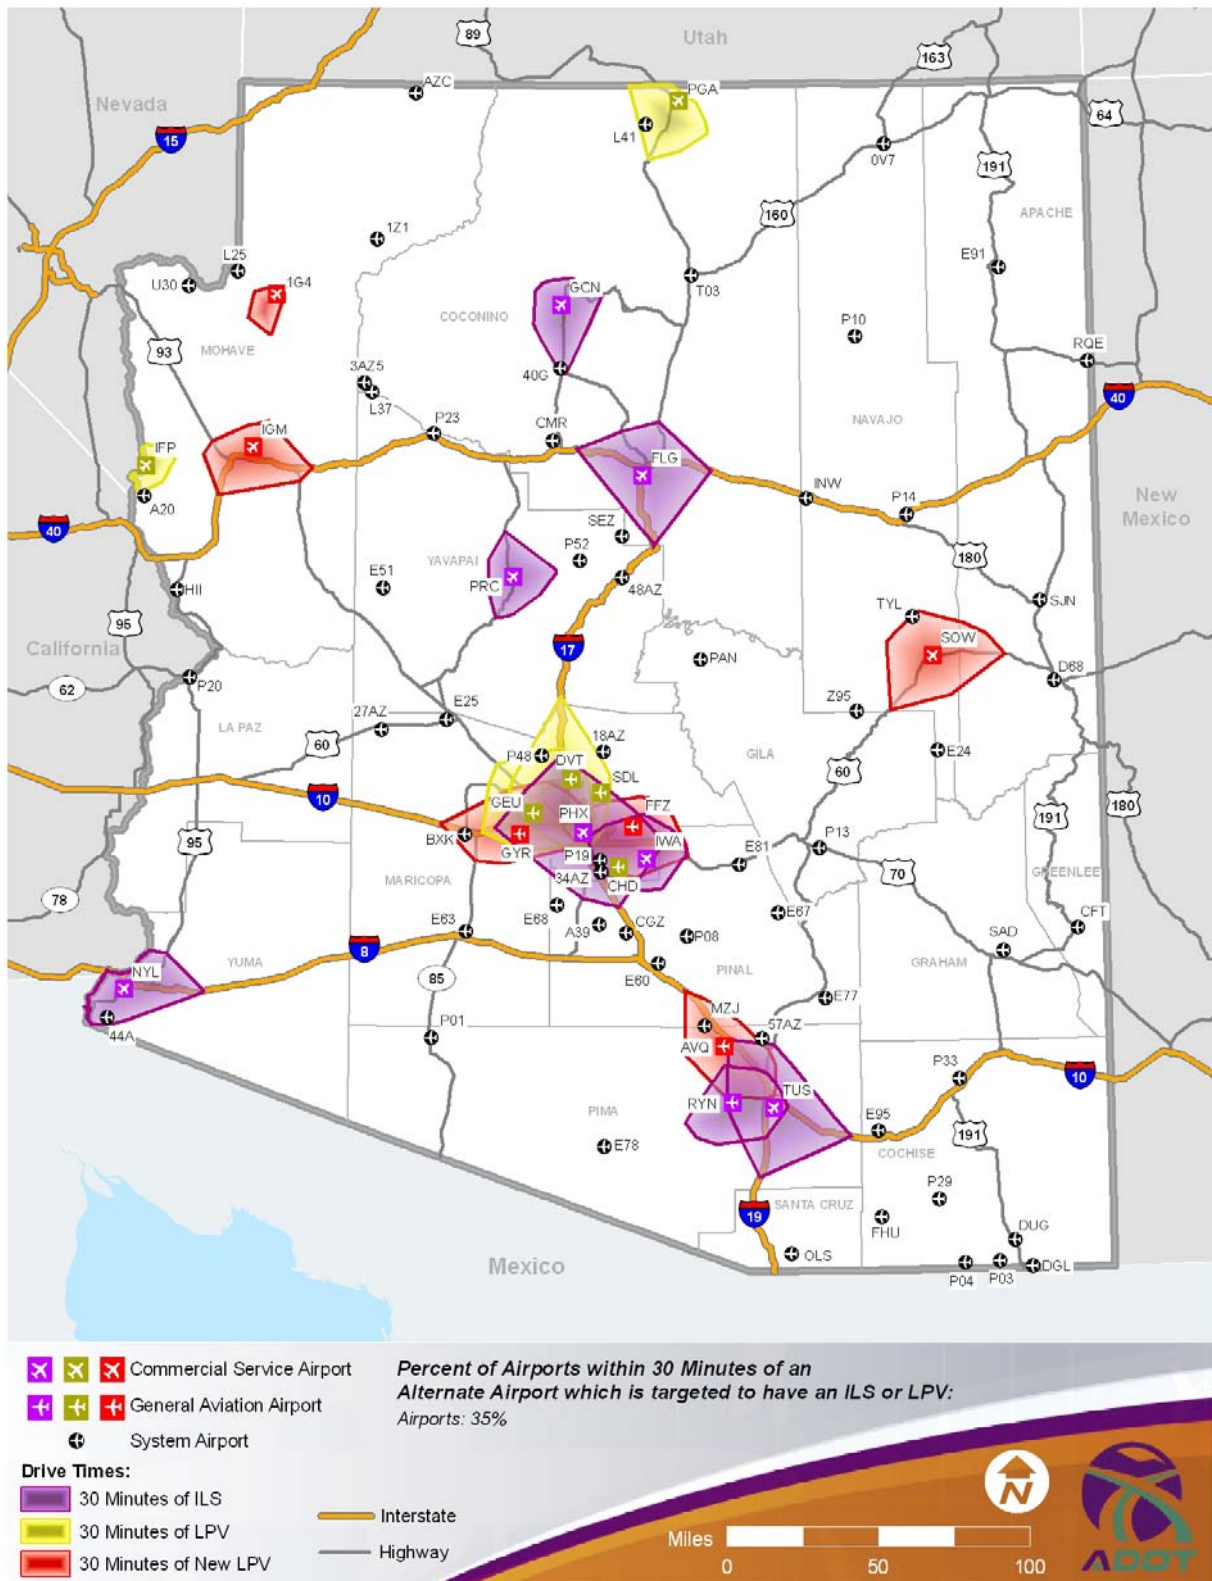 89
Utah
163
AZC
PGA
Nevada
64
15
L41
0V7
191
160
APACHE
1Z1
L25
E91
U30
1G4
GCN
T03
COCONINO
P10
93
MOHAVE
RQE
3AZ5
40G
L37
40
P23
CMR
NAVAJO
IGM
IFP
FLG
INW
P14
A20
New
Mexico
40
SEZ
P52
180
YAVAPAI
E51
PRC
48AZ
HII
SJN
TYL
95
California
17
SOW
PAN
62
P20
D68
Z95
27AZ
E25
LA PAZ
18AZ
60
P48
GILA
E24
DVT
SDL
60
10
GEU
PHX
FFZ
180
191
95
BXK
IWA
GYR
P19
E81
P13
34AZ
CHD
70
GREENLEE
MARICOPA
78
E68
E67
CFT
E63
A39
CGZ
P08
SAD
8
YUMA
NYL
E60
PINAL
GRAHAM
85
E77
MZJ
44A
P01
57AZ
AVQ
P33
10
RYN
TUS
PIMA
E95
191
E78
COCHISE
P29
SANTA CRUZ
19
FHU
DUG
Mexico
OLS
P04
P03
DGL
Commercial Service Airport
General Aviation Airport
System Airport
Percent of Airports within 30 Minutes of an
Alternate Airport which is targeted to have an ILS or LPV:
Airports: 35%
Drive Times:
30 Minutes of ILS
30 Minutes of LPV
30 Minutes of New LPV
Interstate
Highway
N
Miles
0 50 100
ADOT